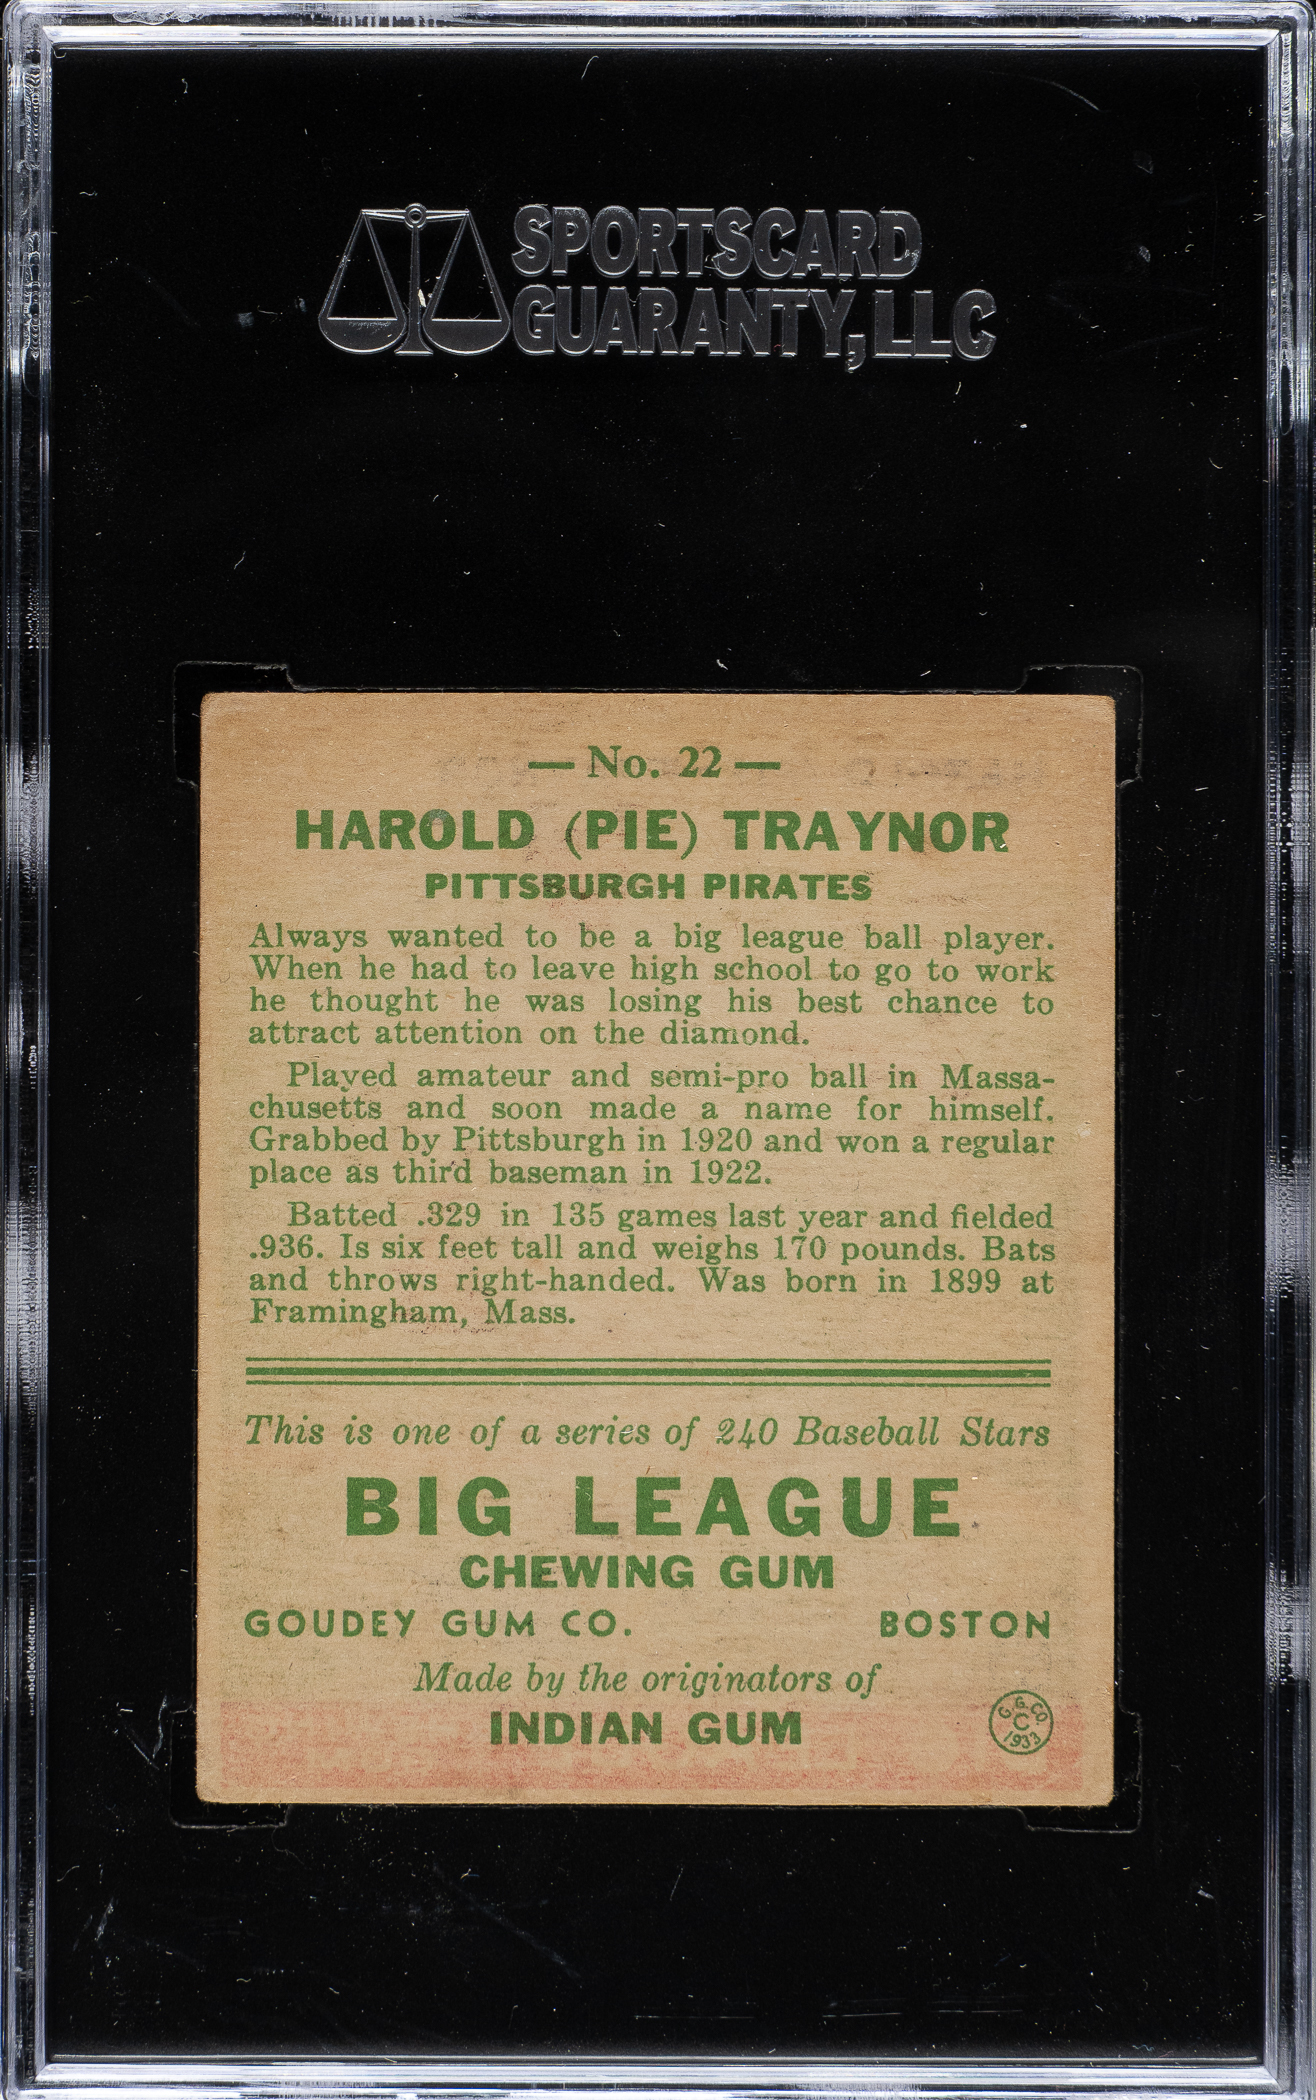 SPORTSCARD
GUARANTY, LLC
— No. 22 —
HAROLD (PIE) TRAYNOR
PITTSBURGH PIRATES
Always wanted to be a big league ball player.
When he had to leave high school to go to work
he thought he was losing his best chance to
attract attention on the diamond.
Played amateur and semi-pro ball in Massa-
chusetts and soon made a name for himself.
Grabbed by Pittsburgh in 1920 and won a regular
place as third baseman in 1922.
Batted .329 in 135 games last year and fielded
.936. Is six feet tall and weighs 170 pounds. Bats
and throws right-handed. Was born in 1899 at
Framingham, Mass.
This is one of a series of 240 Baseball Stars
BIG LEAGUE
CHEWING GUM
GOUDEY GUM CO. BOSTON
Made by the originators of
INDIAN GUM
G. G. CO.
C
1933